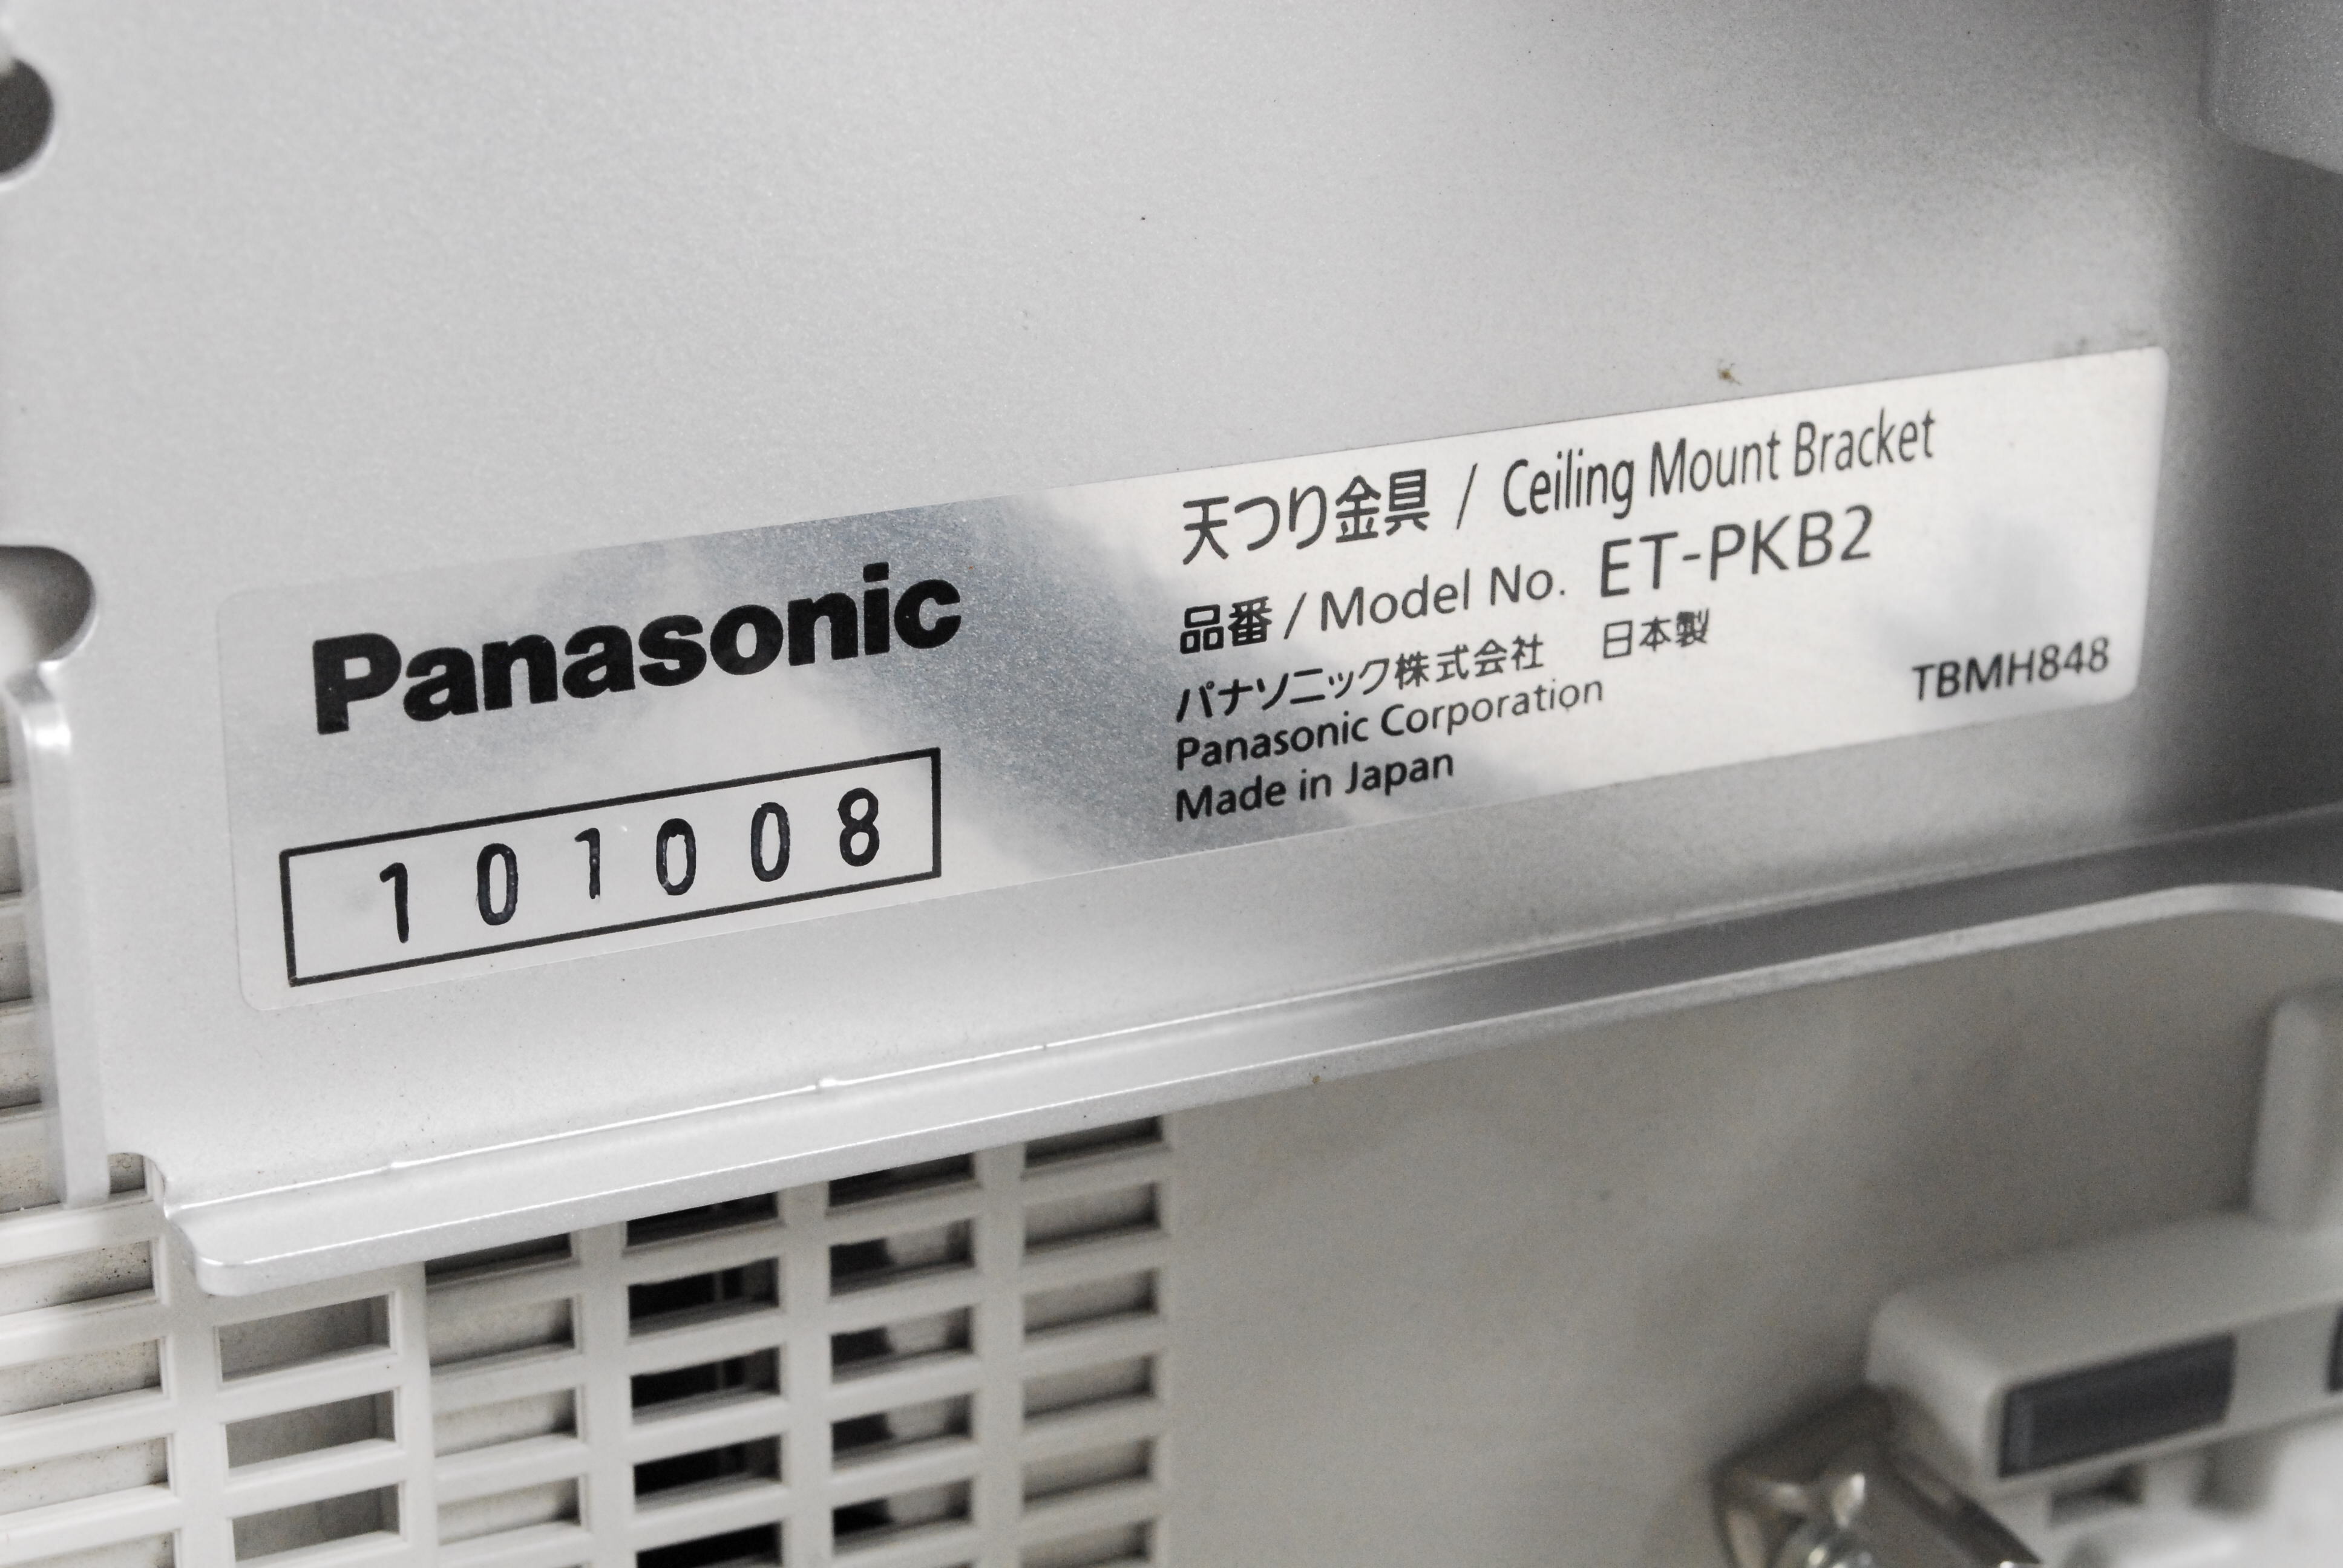 Panasonic
101008
天つり金具 / Ceiling Mount Bracket
品番 / Model No. ET-PKB2
パナソニック株式会社 日本製
Panasonic Corporation
Made in Japan
TBMH848